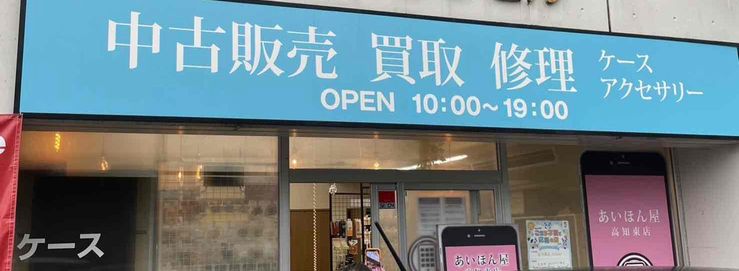 中古販売 買取 修理 ケース アクセサリー
OPEN 10:00～19:00
あいほん屋
高知東店
あいほん屋
ケース